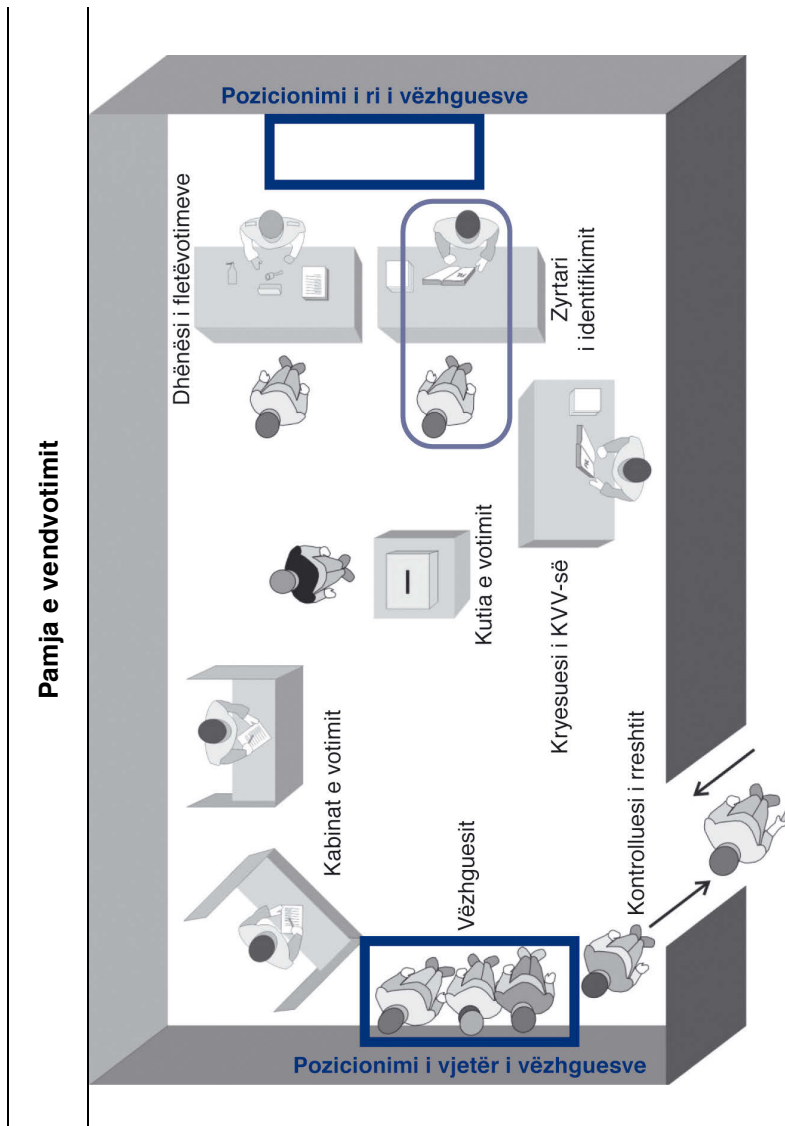 Pamja e vendvotimit
Pozicionimi i ri i vëzhguesve
Dhënësi i fletëvotimeve
Zyrtari
i identifikimit
Kutia e votimit
Kryesuesi i KVV-së
Kabinat e votimit
Vëzhguesit
Kontrolluesi i rreshtit
Pozicionimi i vjetër i vëzhguesve